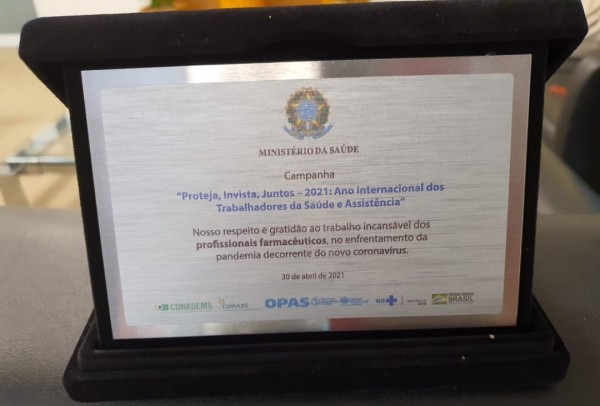 MINISTÉRIO DA SAÚDE
Campanha
"Proteja, Invista, Juntos – 2021: Ano Internacional dos
Trabalhadores da Saúde e Assistência"
Nosso respeito e gratidão ao trabalho incansável dos
profissionais farmacêuticos, no enfrentamento da
pandemia decorrente do novo coronavírus.
30 de abril de 2021
CONASEMS CONASS OPAS SUS BRASIL